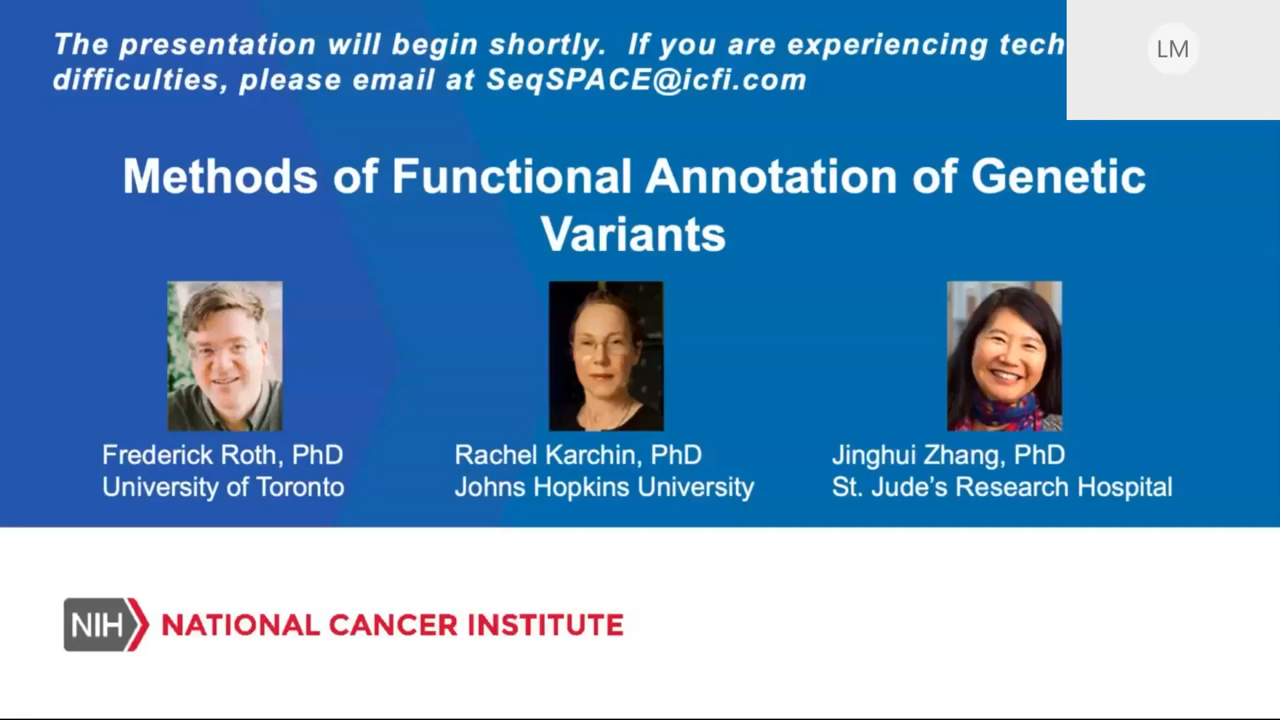 The presentation will begin shortly. If you are experiencing tech
difficulties, please email at SeqSPACE@icfi.com
LM
Methods of Functional Annotation of Genetic
Variants
Frederick Roth, PhD
University of Toronto
Rachel Karchin, PhD
Johns Hopkins University
Jinghui Zhang, PhD
St. Jude's Research Hospital
NIH NATIONAL CANCER INSTITUTE